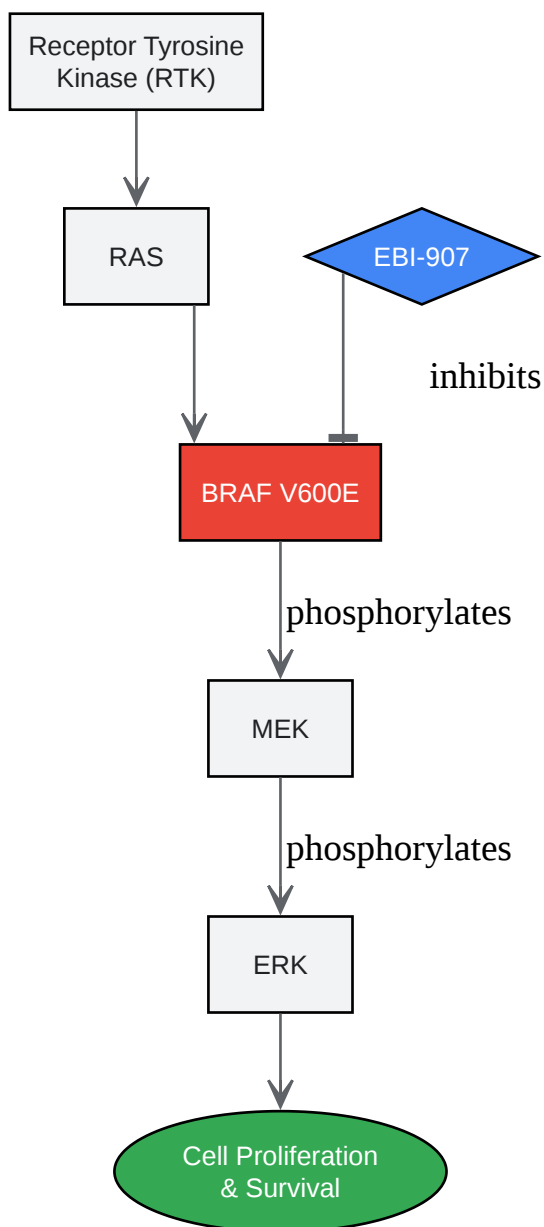 Receptor Tyrosine
Kinase (RTK)
RAS
EBI-907
inhibits
BRAF V600E
phosphorylates
MEK
phosphorylates
ERK
Cell Proliferation
& Survival